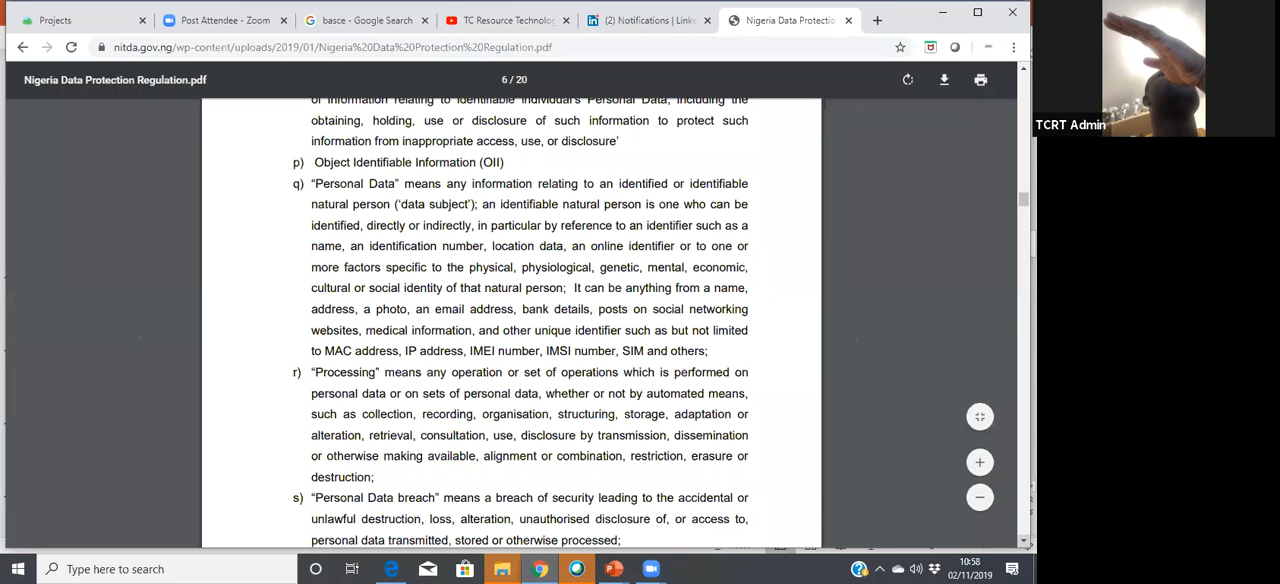 Projects
Post Attendee - Zoom
basce - Google Search
TC Resource Technolog
(2) Notifications | Linke
Nigeria Data Protectio
nitda.gov.ng/wp-content/uploads/2019/01/Nigeria%20Data%20Protection%20Regulation.pdf
Nigeria Data Protection Regulation.pdf
6 / 20
of information relating to identifiable individual's Personal Data, including the
obtaining, holding, use or disclosure of such information to protect such
information from inappropriate access, use, or disclosure'
p) Object Identifiable Information (OII)
q) “Personal Data” means any information relating to an identified or identifiable
natural person (‘data subject’); an identifiable natural person is one who can be
identified, directly or indirectly, in particular by reference to an identifier such as a
name, an identification number, location data, an online identifier or to one or
more factors specific to the physical, physiological, genetic, mental, economic,
cultural or social identity of that natural person; It can be anything from a name,
address, a photo, an email address, bank details, posts on social networking
websites, medical information, and other unique identifier such as but not limited
to MAC address, IP address, IMEI number, IMSI number, SIM and others;
r) “Processing” means any operation or set of operations which is performed on
personal data or on sets of personal data, whether or not by automated means,
such as collection, recording, organisation, structuring, storage, adaptation or
alteration, retrieval, consultation, use, disclosure by transmission, dissemination
or otherwise making available, alignment or combination, restriction, erasure or
destruction;
s) “Personal Data breach” means a breach of security leading to the accidental or
unlawful destruction, loss, alteration, unauthorised disclosure of, or access to,
personal data transmitted, stored or otherwise processed;
TCRT Admin
Type here to search
10:58
02/11/2019